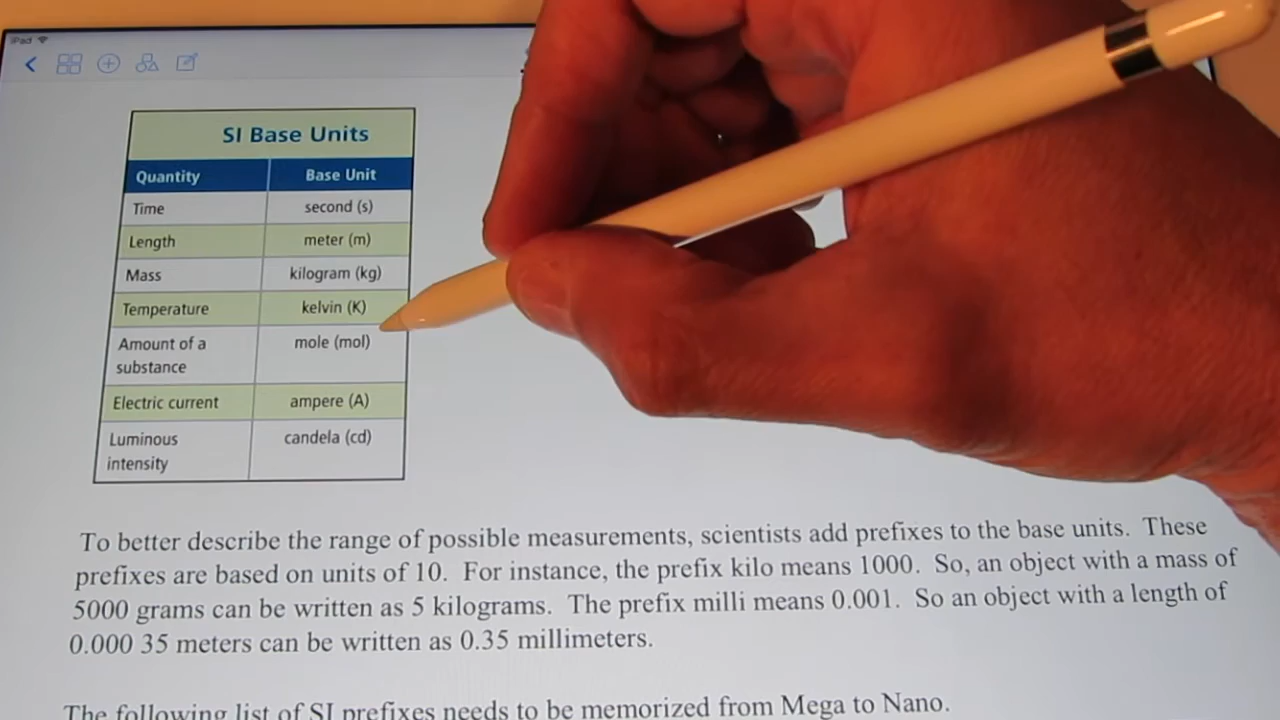 iPad
SI Base Units
Quantity Base Unit
Time second (s)
Length meter (m)
Mass kilogram (kg)
Temperature kelvin (K)
Amount of a substance mole (mol)
Electric current ampere (A)
Luminous intensity candela (cd)
To better describe the range of possible measurements, scientists add prefixes to the base units. These
prefixes are based on units of 10. For instance, the prefix kilo means 1000. So, an object with a mass of
5000 grams can be written as 5 kilograms. The prefix milli means 0.001. So an object with a length of
0.000 35 meters can be written as 0.35 millimeters.
The following list of SI prefixes needs to be memorized from Mega to Nano.